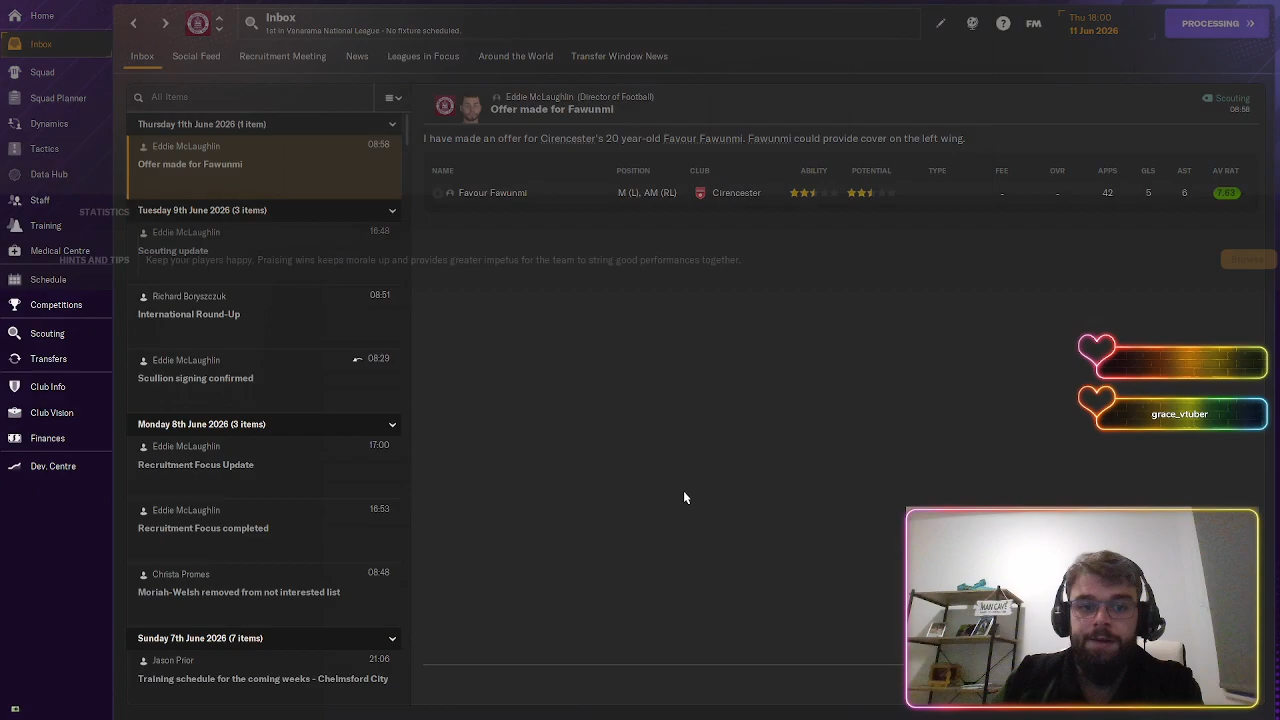 Home
Inbox
Squad
Squad Planner
Dynamics
Tactics
Data Hub
Staff
Training
Medical Centre
Schedule
Competitions
Scouting
Transfers
Club Info
Club Vision
Finances
Dev. Centre
Inbox
1st in Vanarama National League - No fixture scheduled.
FM
Thu 18:00
11 Jun 2026
PROCESSING
Inbox Social Feed Recruitment Meeting News Leagues in Focus Around the World Transfer Window News
All Items
Thursday 11th June 2026 (1 item)
Eddie McLaughlin 08:58
Offer made for Fawunmi
Tuesday 9th June 2026 (3 items)
Eddie McLaughlin 16:48
Scouting update
Richard Boryszczuk 08:51
International Round-Up
Eddie McLaughlin 08:29
Scullion signing confirmed
Monday 8th June 2026 (3 items)
Eddie McLaughlin 17:00
Recruitment Focus Update
Eddie McLaughlin 16:53
Recruitment Focus completed
Christa Promes 08:48
Moriah-Welsh removed from not interested list
Sunday 7th June 2026 (7 items)
Jason Prior 21:06
Training schedule for the coming weeks - Chelmsford City
Eddie McLaughlin (Director of Football)
Offer made for Fawunmi
Scouting
08:58
I have made an offer for Cirencester's 20 year-old Favour Fawunmi. Fawunmi could provide cover on the left wing.
NAME POSITION CLUB ABILITY POTENTIAL TYPE FEE OVR APPS GLS AST AV RAT
Favour Fawunmi M (L), AM (RL) Cirencester - - 42 5 6 7.63
STATISTICS
HINTS AND TIPS Keep your players happy. Praising wins keeps morale up and provides greater impetus for the team to string good performances together.
Browse
grace_vtuber
MAN CAVE